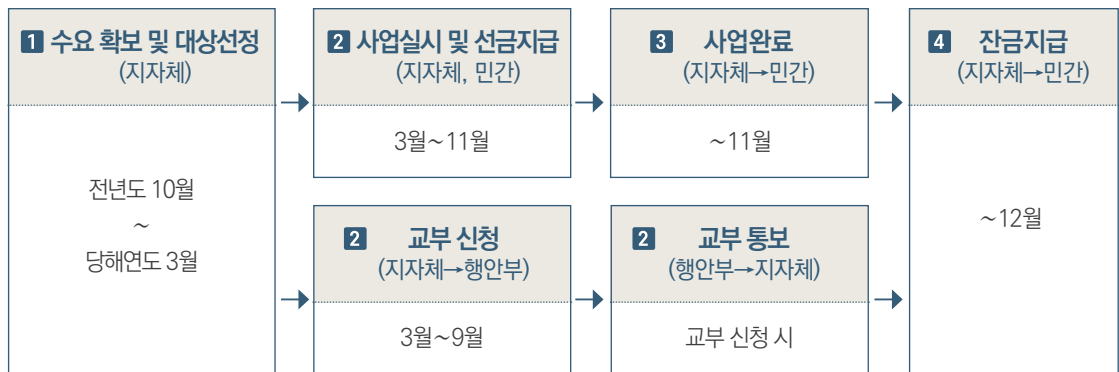 1 수요 확보 및 대상선정
(지자체)
전년도 10월
~
당해연도 3월
2 사업실시 및 선금지급
(지자체, 민간)
3월~11월
3 사업완료
(지자체→민간)
~11월
2 교부 신청
(지자체→행안부)
3월~9월
2 교부 통보
(행안부→지자체)
교부 신청 시
4 잔금지급
(지자체→민간)
~12월